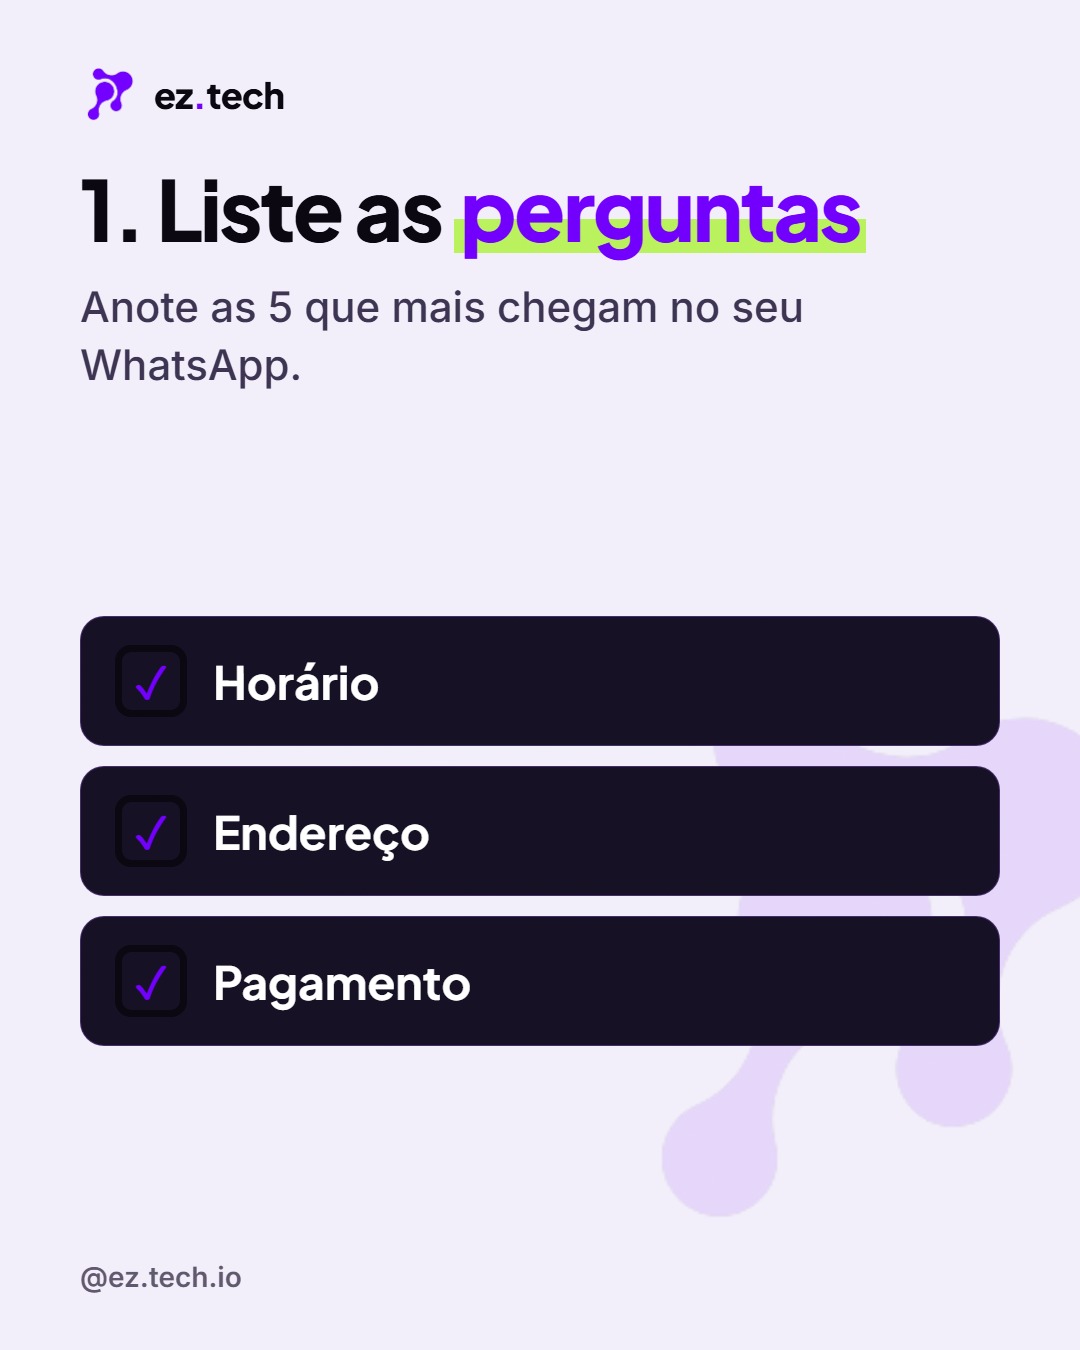 ez.tech
1. Liste as perguntas
Anote as 5 que mais chegam no seu
WhatsApp.
✓ Horário
✓ Endereço
✓ Pagamento
@ez.tech.io